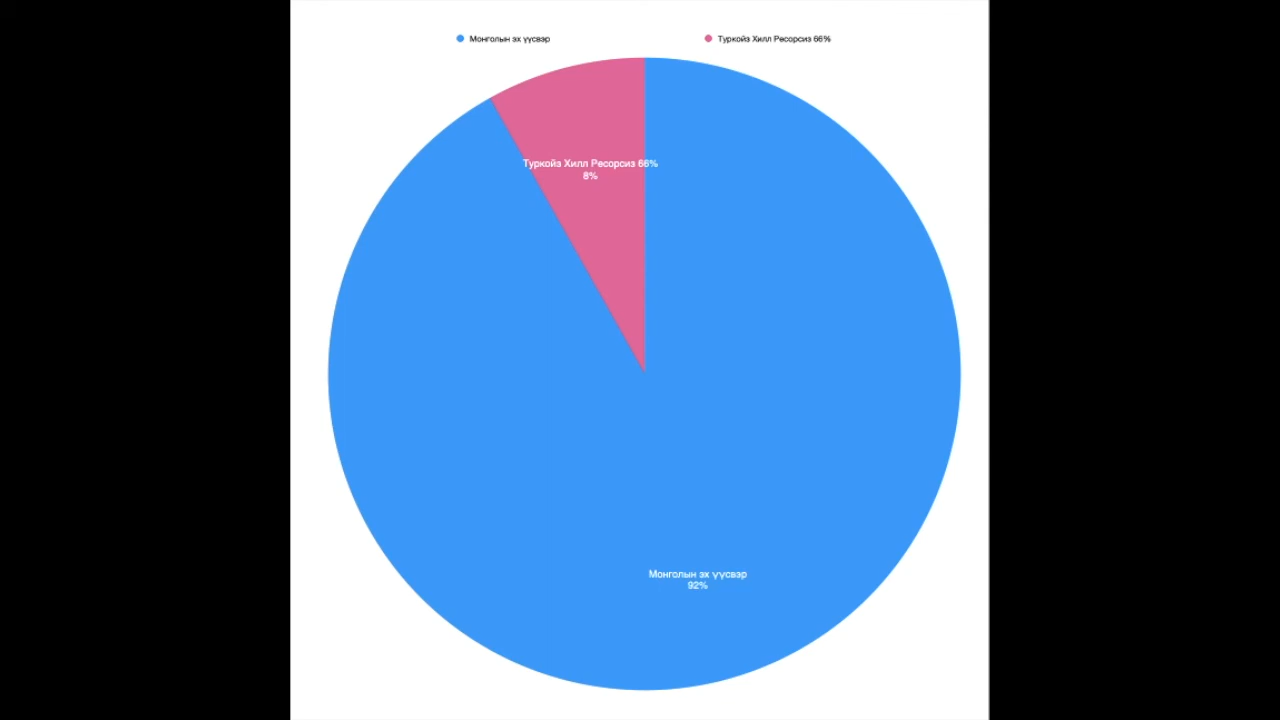 Монголын эх үүсвэр
Туркойз Хилл Ресорсиз 66%
Туркойз Хилл Ресорсиз 66%
8%
Монголын эх үүсвэр
92%